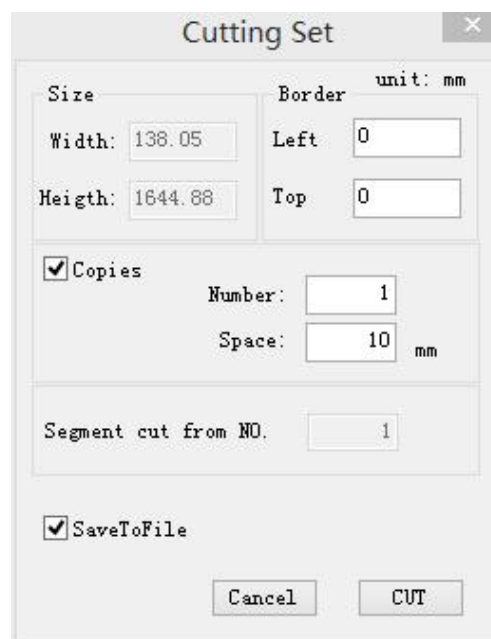 Cutting Set
unit: mm
Size
Border
Width: 138.05
Left 0
Heigth: 1644.88
Top 0
Copies
Number: 1
Space: 10 mm
Segment cut from NO. 1
SaveToFile
Cancel CUT